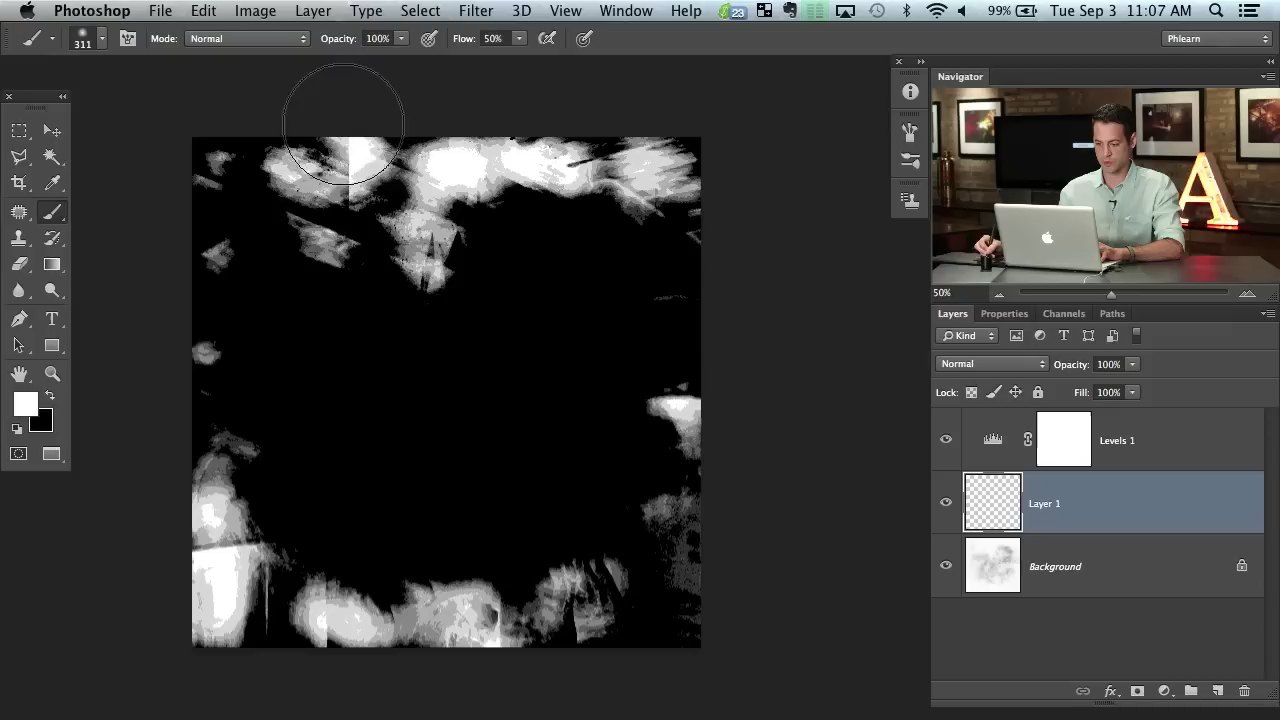 Photoshop File Edit Image Layer Type Select Filter 3D View Window Help 23 99% Tue Sep 3 11:07 AM
311 Mode: Normal Opacity: 100% Flow: 50% Phlearn
Navigator
A
50%
Layers Properties Channels Paths
Kind T
Normal Opacity: 100%
Lock: Fill: 100%
Levels 1
Layer 1
Background
fx